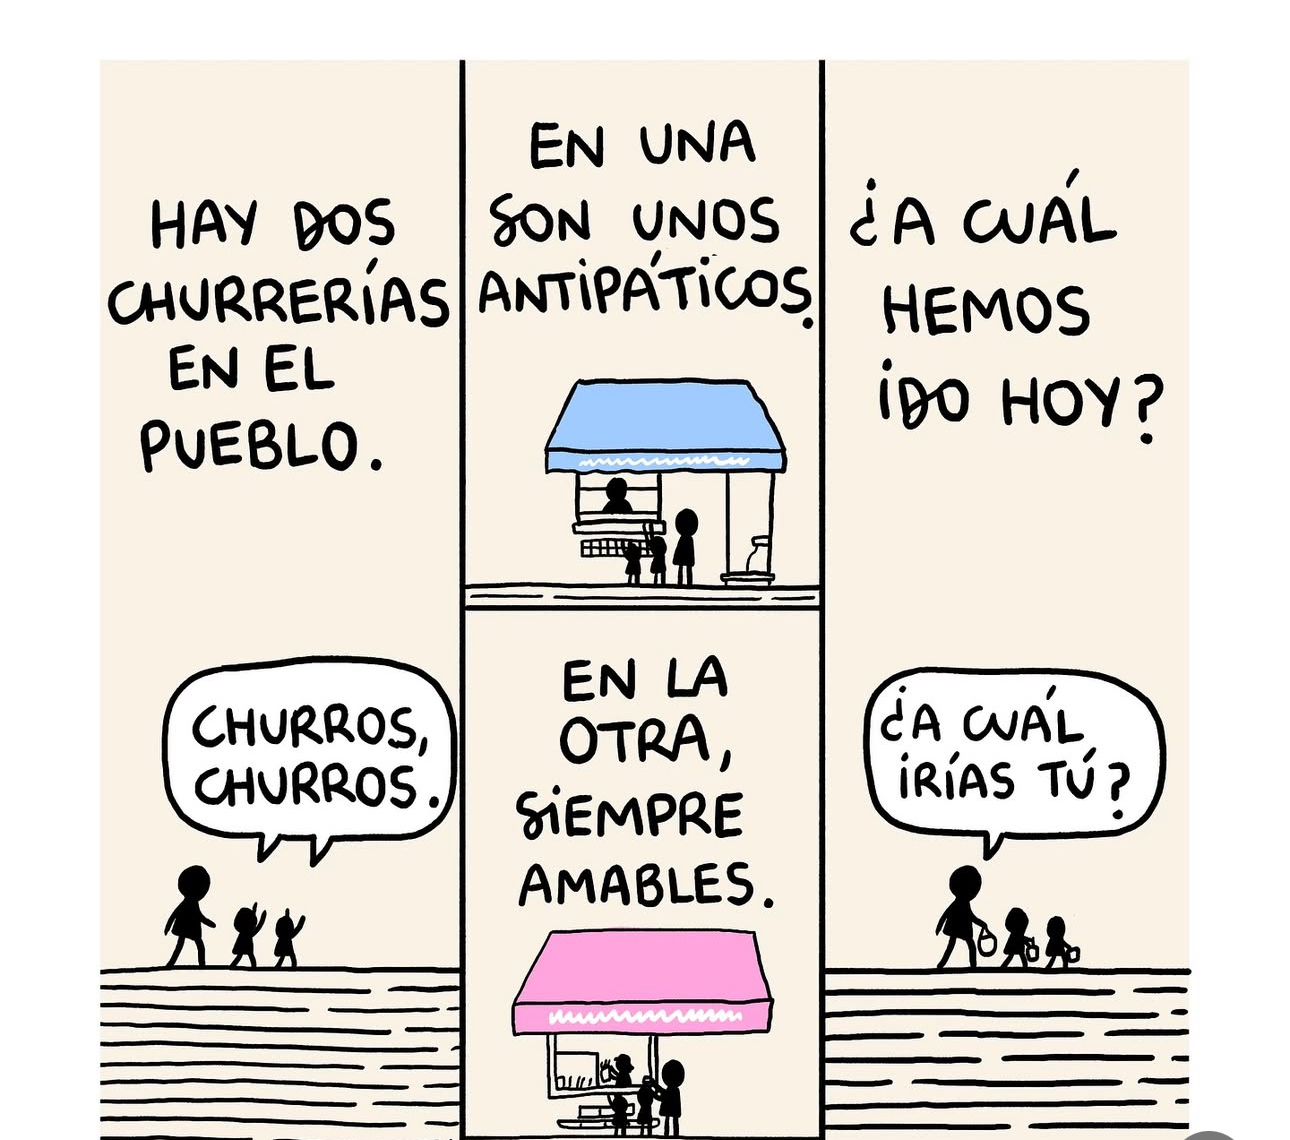 HAY DOS
CHURRERÍAS
EN EL
PUEBLO.
CHURROS,
CHURROS.
EN UNA
SON UNOS
ANTIPÁTICOS.
EN LA
OTRA,
SIEMPRE
AMABLES.
¿A CUÁL
HEMOS
IDO HOY?
¿A CUÁL
IRÍAS TÚ?